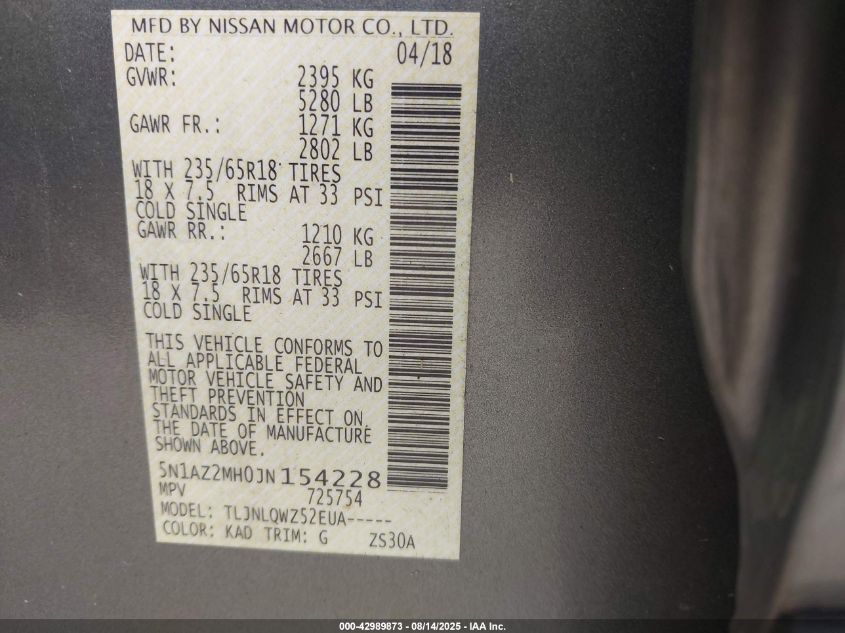 MFD BY NISSAN MOTOR CO., LTD.
DATE: 04/18
GVWR: 2395 KG
5280 LB
GAWR FR.: 1271 KG
2802 LB
WITH 235/65R18 TIRES
18 X 7.5 RIMS AT 33 PSI
COLD SINGLE
GAWR RR.: 1210 KG
2667 LB
WITH 235/65R18 TIRES
18 X 7.5 RIMS AT 33 PSI
COLD SINGLE
THIS VEHICLE CONFORMS TO
ALL APPLICABLE FEDERAL
MOTOR VEHICLE SAFETY AND
THEFT PREVENTION
STANDARDS IN EFFECT ON
THE DATE OF MANUFACTURE
SHOWN ABOVE.
5N1AZ2MH0JN154228
MPV 725754
MODEL: TLJNLQWZ52EUA-----
COLOR: KAD TRIM: G ZS30A
000-42989873 - 08/14/2025 - IAA Inc.